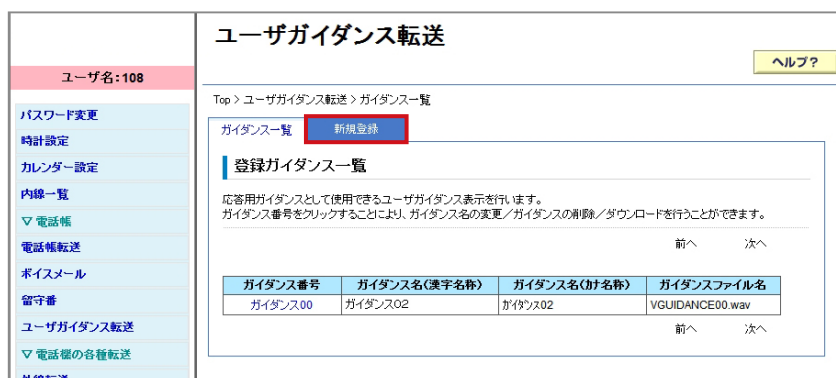 ユーザガイダンス転送
ヘルプ?
ユーザ名:108
パスワード変更
時計設定
カレンダー設定
内線一覧
▽電話帳
電話帳転送
ボイスメール
留守番
ユーザガイダンス転送
▽電話機の各種転送
Top > ユーザガイダンス転送 > ガイダンス一覧
ガイダンス一覧 新規登録
登録ガイダンス一覧
応答用ガイダンスとして使用できるユーザガイダンス表示を行います。
ガイダンス番号をクリックすることにより、ガイダンス名の変更/ガイダンスの削除/ダウンロードを行うことができます。
前へ 次へ
ガイダンス番号 ガイダンス名(漢字名称) ガイダンス名(カナ名称) ガイダンスファイル名
ガイダンス00 ガイダンス02 ガイダンス02 VGUIDANCE00.wav
前へ 次へ